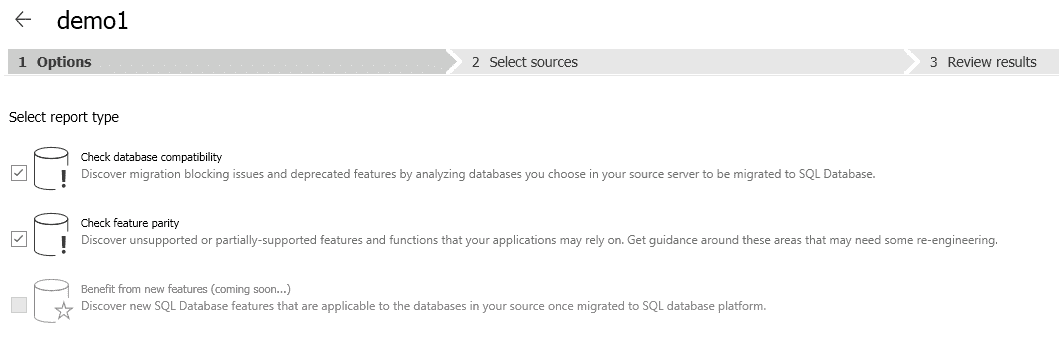 demo1
1 Options 2 Select sources 3 Review results
Select report type
Check database compatibility
Discover migration blocking issues and deprecated features by analyzing databases you choose in your source server to be migrated to SQL Database.
Check feature parity
Discover unsupported or partially-supported features and functions that your applications may rely on. Get guidance around these areas that may need some re-engineering.
Benefit from new features (coming soon...)
Discover new SQL Database features that are applicable to the databases in your source once migrated to SQL database platform.